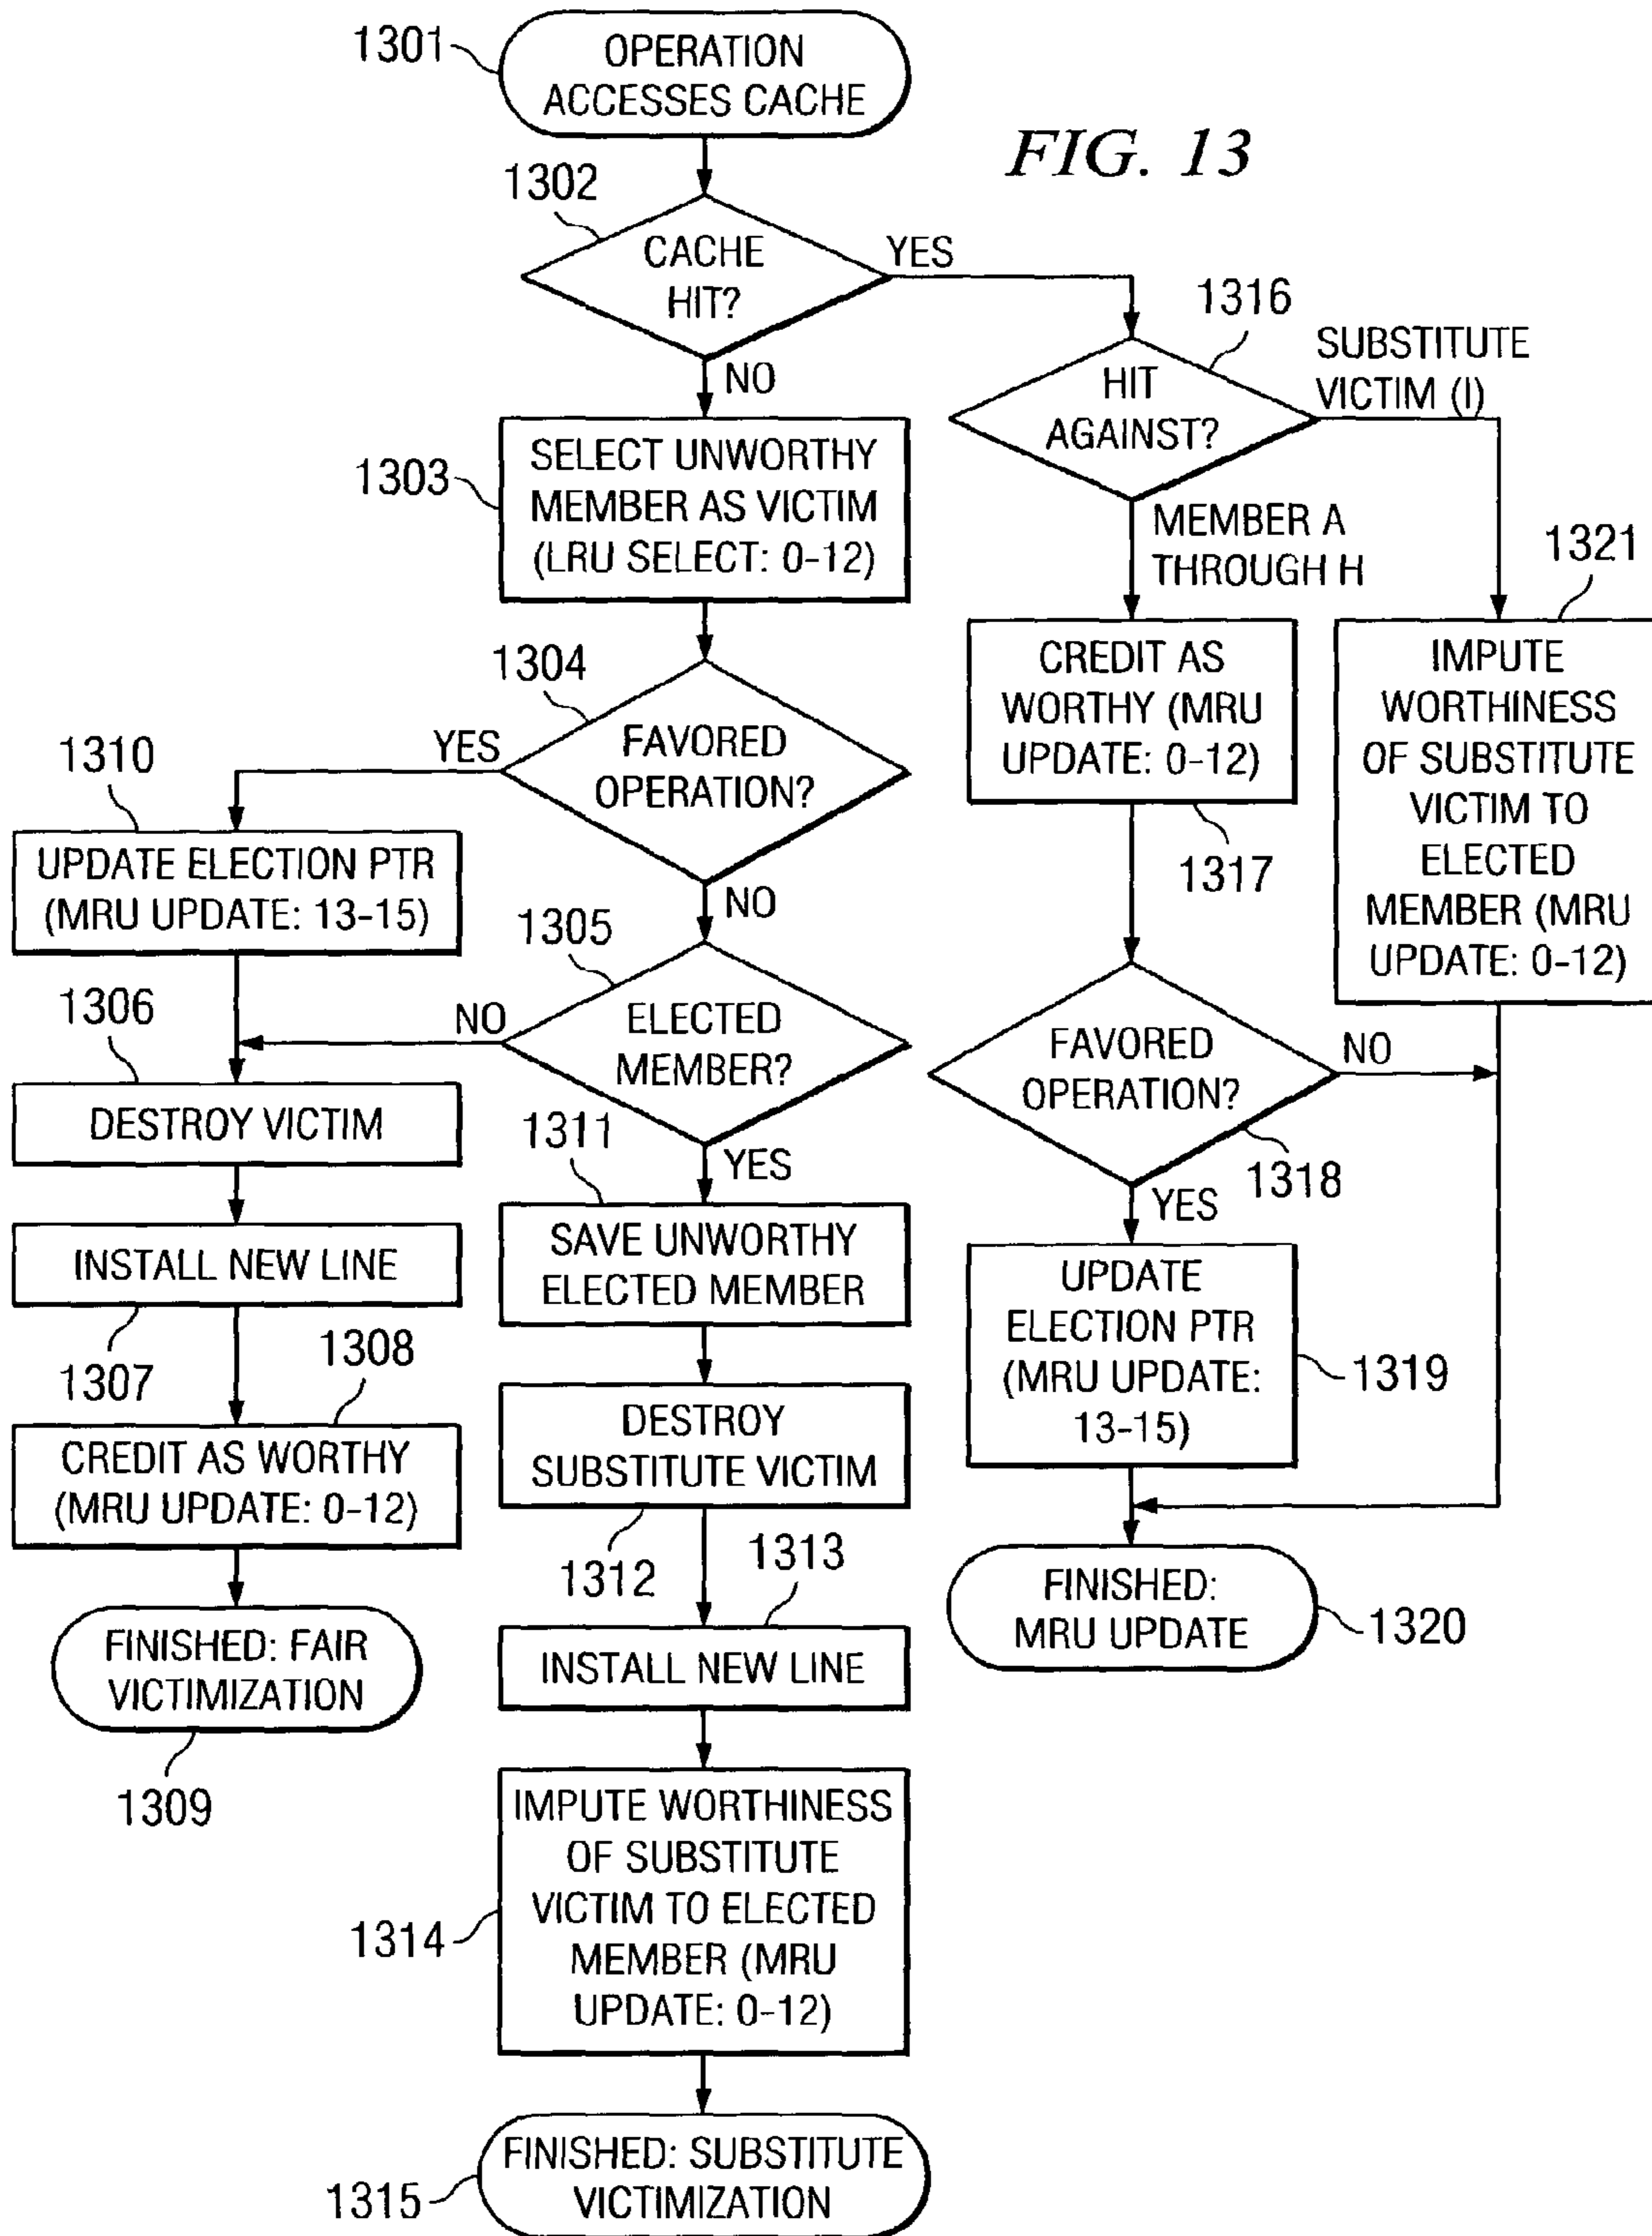 1301
OPERATION
ACCESSES CACHE
FIG. 13
1302
CACHE
HIT?
YES
NO
1316
HIT
AGAINST?
SUBSTITUTE
VICTIM (I)
MEMBER A
THROUGH H
1303
SELECT UNWORTHY
MEMBER AS VICTIM
(LRU SELECT: 0-12)
1304
FAVORED
OPERATION?
YES
NO
1310
UPDATE ELECTION PTR
(MRU UPDATE: 13-15)
1305
ELECTED
MEMBER?
NO
YES
1306
DESTROY VICTIM
INSTALL NEW LINE
1307
1308
CREDIT AS WORTHY
(MRU UPDATE: 0-12)
FINISHED: FAIR
VICTIMIZATION
1309
1311
SAVE UNWORTHY
ELECTED MEMBER
DESTROY
SUBSTITUTE VICTIM
1312
1313
INSTALL NEW LINE
1314
IMPUTE WORTHINESS
OF SUBSTITUTE
VICTIM TO ELECTED
MEMBER (MRU
UPDATE: 0-12)
1315
FINISHED: SUBSTITUTE
VICTIMIZATION
CREDIT AS
WORTHY (MRU
UPDATE: 0-12)
1317
FAVORED
OPERATION?
NO
1318
YES
UPDATE
ELECTION PTR
(MRU UPDATE:
13-15)
1319
FINISHED:
MRU UPDATE
1320
1321
IMPUTE
WORTHINESS
OF SUBSTITUTE
VICTIM TO
ELECTED
MEMBER (MRU
UPDATE: 0-12)